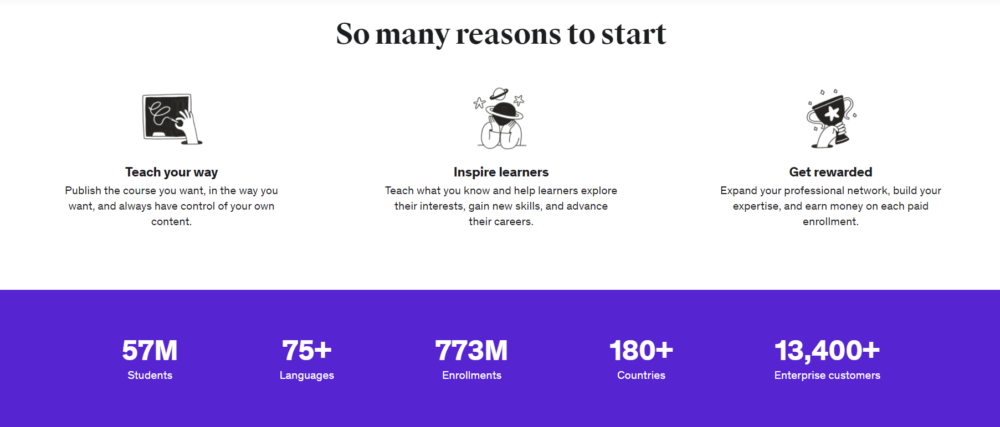 So many reasons to start
Teach your way
Publish the course you want, in the way you
want, and always have control of your own
content.
Inspire learners
Teach what you know and help learners explore
their interests, gain new skills, and advance
their careers.
Get rewarded
Expand your professional network, build your
expertise, and earn money on each paid
enrollment.
57M
Students
75+
Languages
773M
Enrollments
180+
Countries
13,400+
Enterprise customers